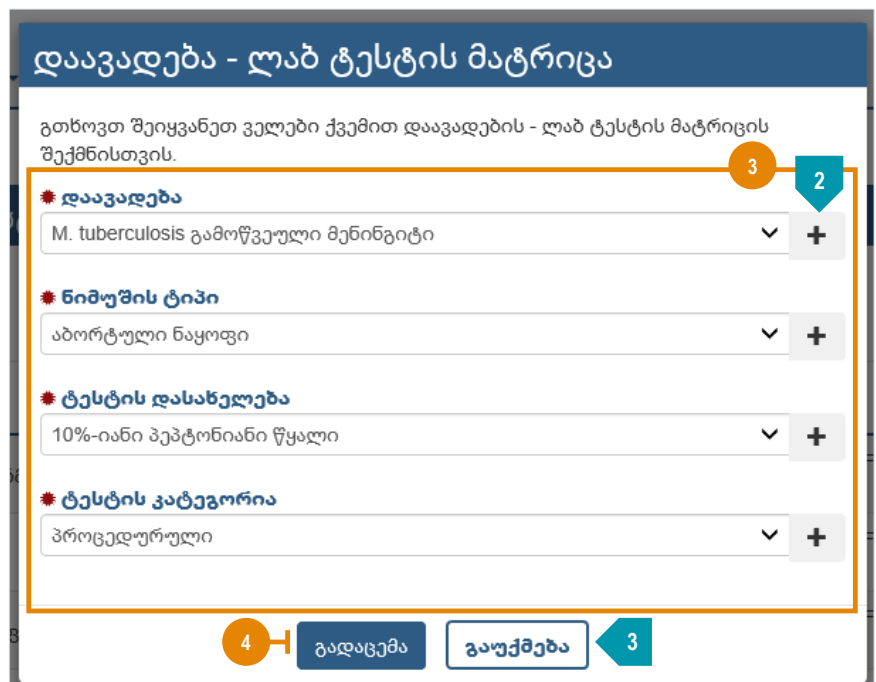 დაავადება - ლაბ ტესტის მატრიცა
გთხოვთ შეიყვანეთ ველები ქვემით დაავადების - ლაბ ტესტის მატრიცის
შექმნისთვის.
3
2
დაავადება
M. tuberculosis გამოწვეული მენინგიტი
ნიმუშის ტიპი
აბორტული ნაყოფი
ტესტის დასახელება
10%-იანი პეპტონიანი წყალი
ტესტის კატეგორია
პროცედურული
4 გადაცემა გაუქმება 3